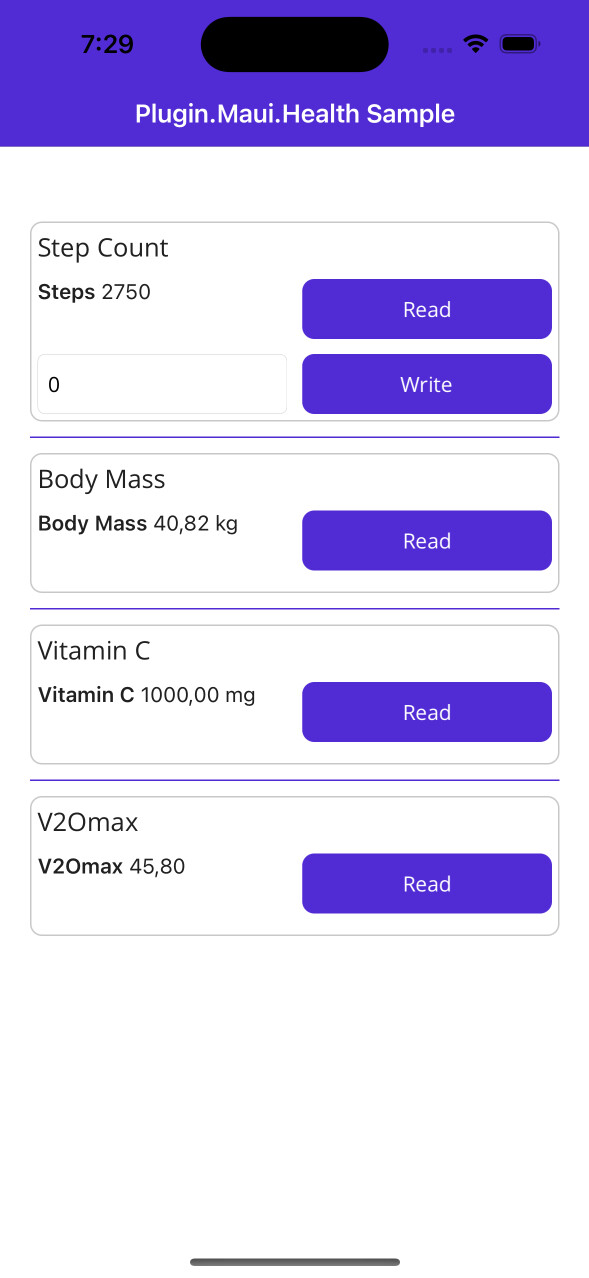 7:29
Plugin.Maui.Health Sample
Step Count
Steps 2750
Read
0
Write
Body Mass
Body Mass 40,82 kg
Read
Vitamin C
Vitamin C 1000,00 mg
Read
V2Omax
V2Omax 45,80
Read